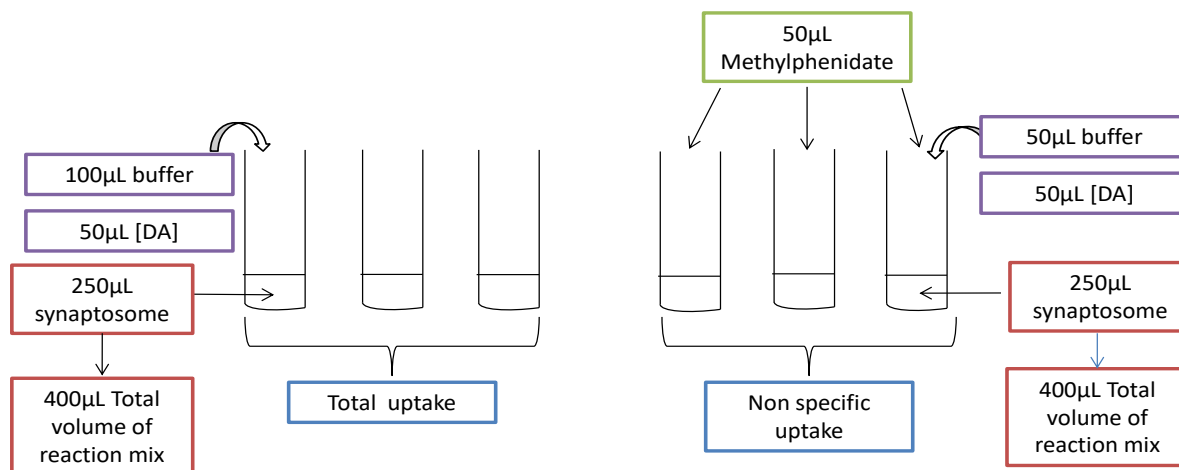 50µL
Methylphenidate
100µL buffer
50µL [DA]
250µL
synaptosome
400µL Total
volume of
reaction mix
Total uptake
50µL buffer
50µL [DA]
250µL
synaptosome
400µL Total
volume of
reaction mix
Non specific
uptake